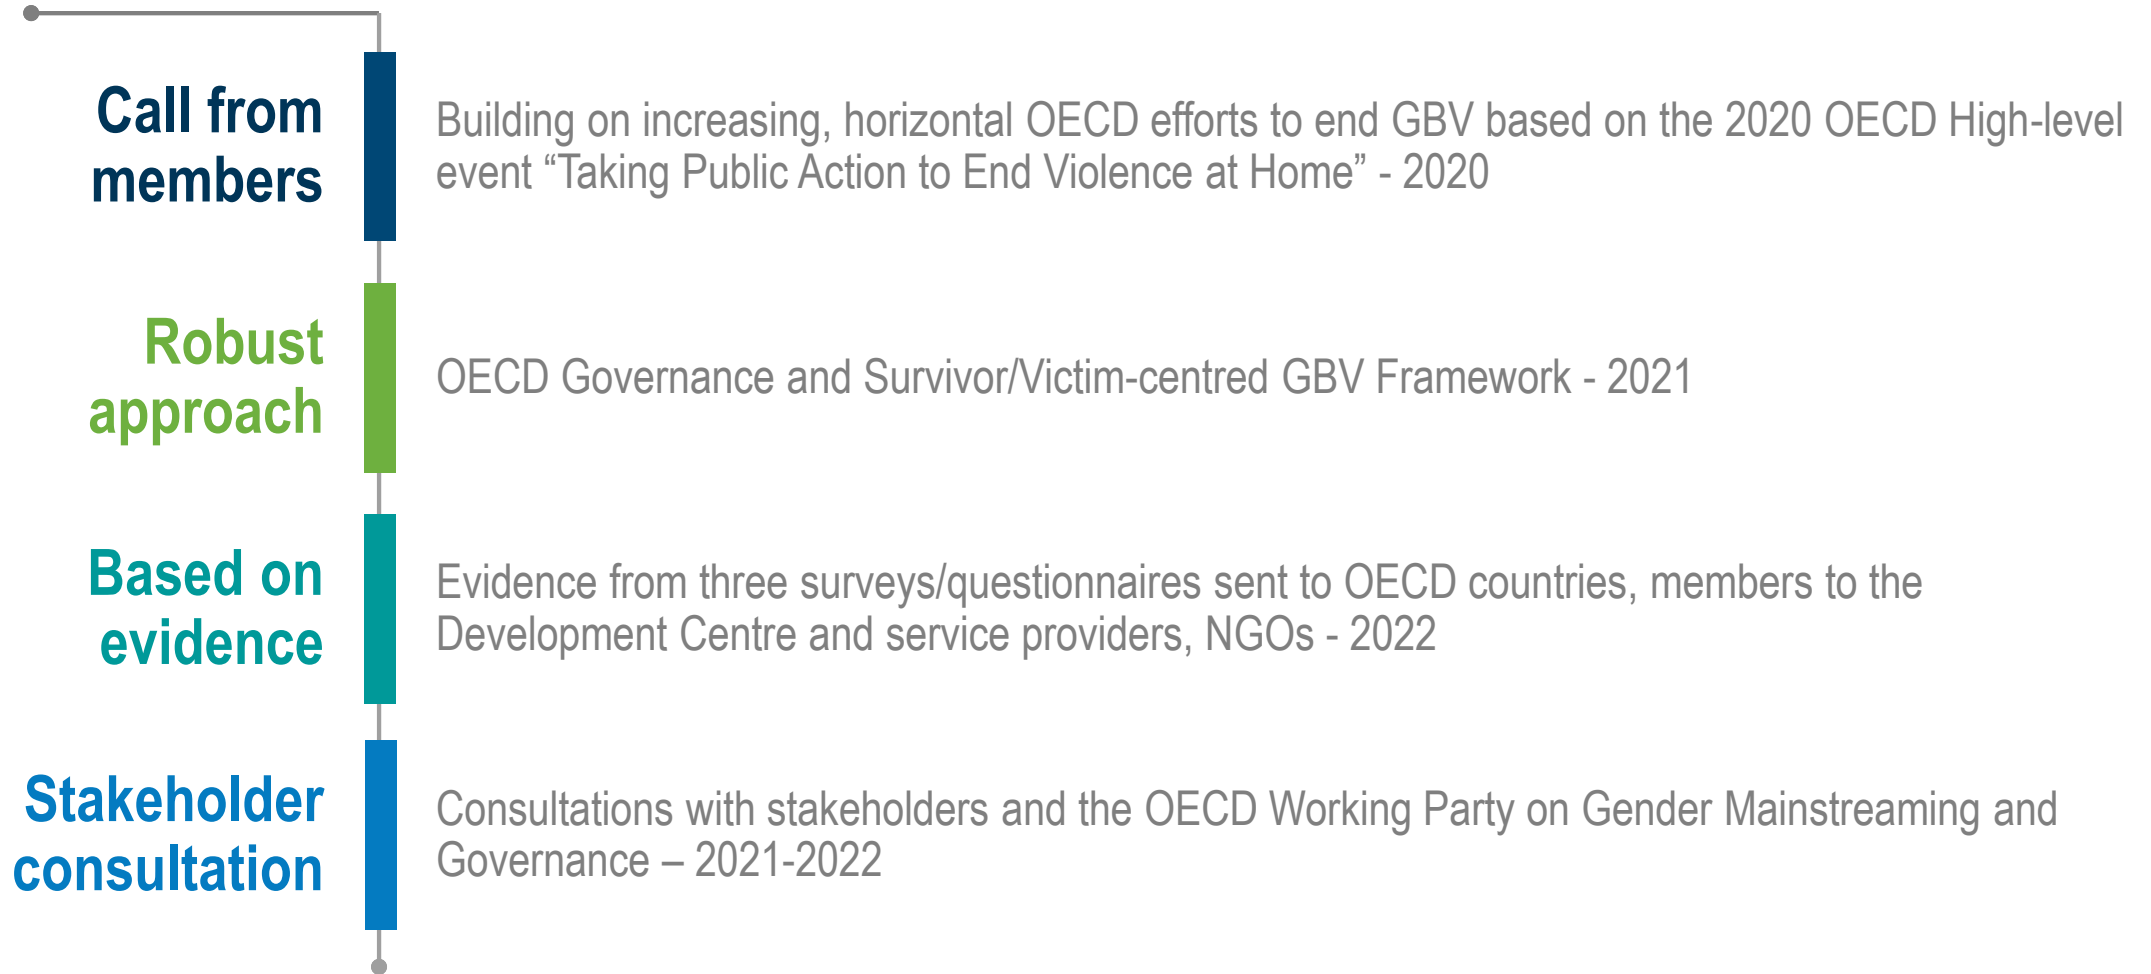 Call from
members
Building on increasing, horizontal OECD efforts to end GBV based on the 2020 OECD High-level
event “Taking Public Action to End Violence at Home” - 2020
Robust
approach
OECD Governance and Survivor/Victim-centred GBV Framework - 2021
Based on
evidence
Evidence from three surveys/questionnaires sent to OECD countries, members to the
Development Centre and service providers, NGOs - 2022
Stakeholder
consultation
Consultations with stakeholders and the OECD Working Party on Gender Mainstreaming and
Governance – 2021-2022